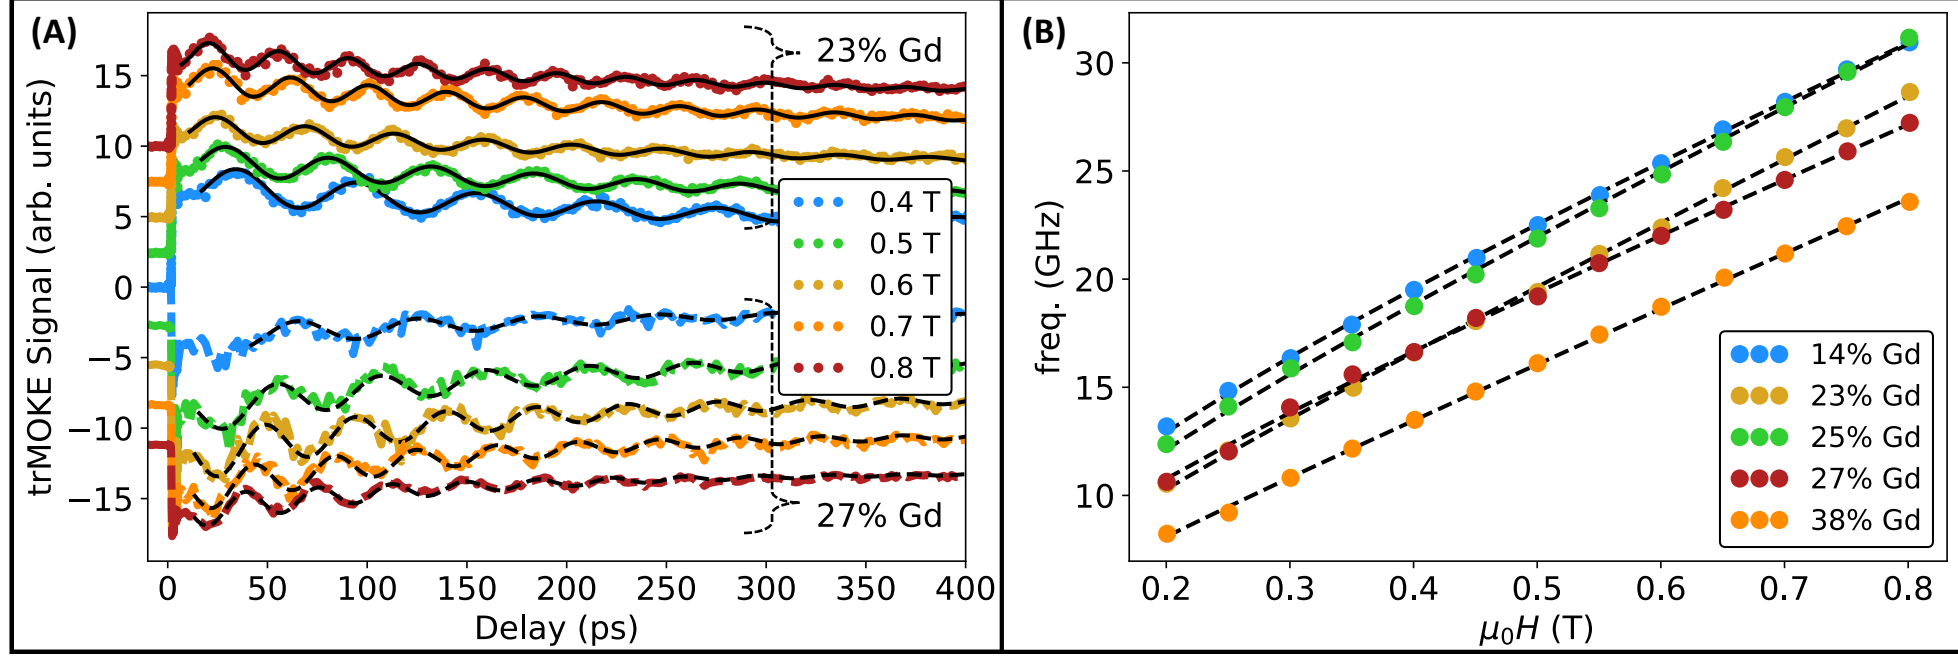 (A)
trMOKE Signal (arb. units)
15
10
5
0
−5
−10
−15
23% Gd
0.4 T
0.5 T
0.6 T
0.7 T
0.8 T
27% Gd
0 50 100 150 200 250 300 350 400
Delay (ps)
(B)
freq. (GHz)
30
25
20
15
10
14% Gd
23% Gd
25% Gd
27% Gd
38% Gd
0.2 0.3 0.4 0.5 0.6 0.7 0.8
μ₀H (T)